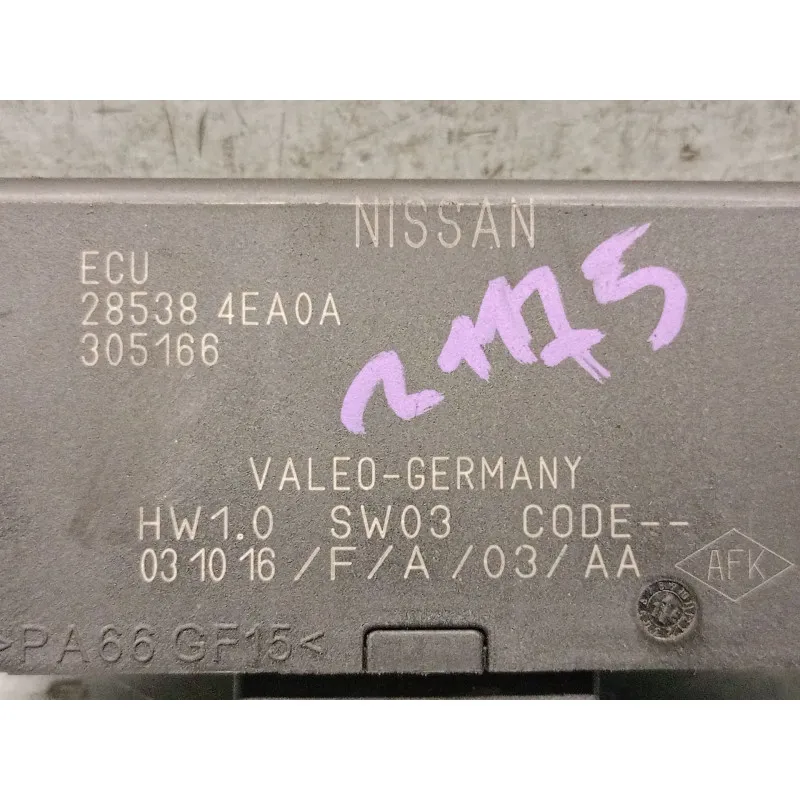 NISSAN
ECU
28538 4EA0A
305166
21175
VALEO-GERMANY
HW1.0 SW03 CODE--
03 10 16 /F/A/03/AA
AFK
>PA66 GF15<